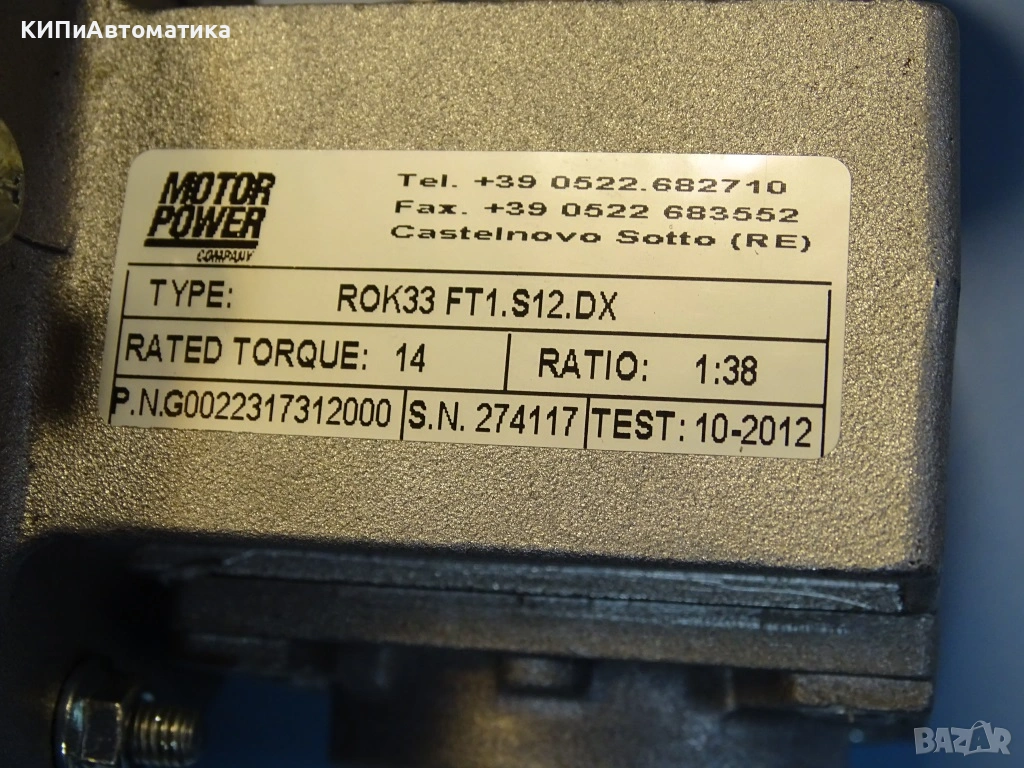 КИПиАвтоматика
MOTOR
POWER
COMPANY
Tel. +39 0522.682710
Fax. +39 0522 683552
Castelnovo Sotto (RE)
TYPE: ROK33 FT1.S12.DX
RATED TORQUE: 14 RATIO: 1:38
P.N.G0022317312000 S.N. 274117 TEST: 10-2012
BAZAR